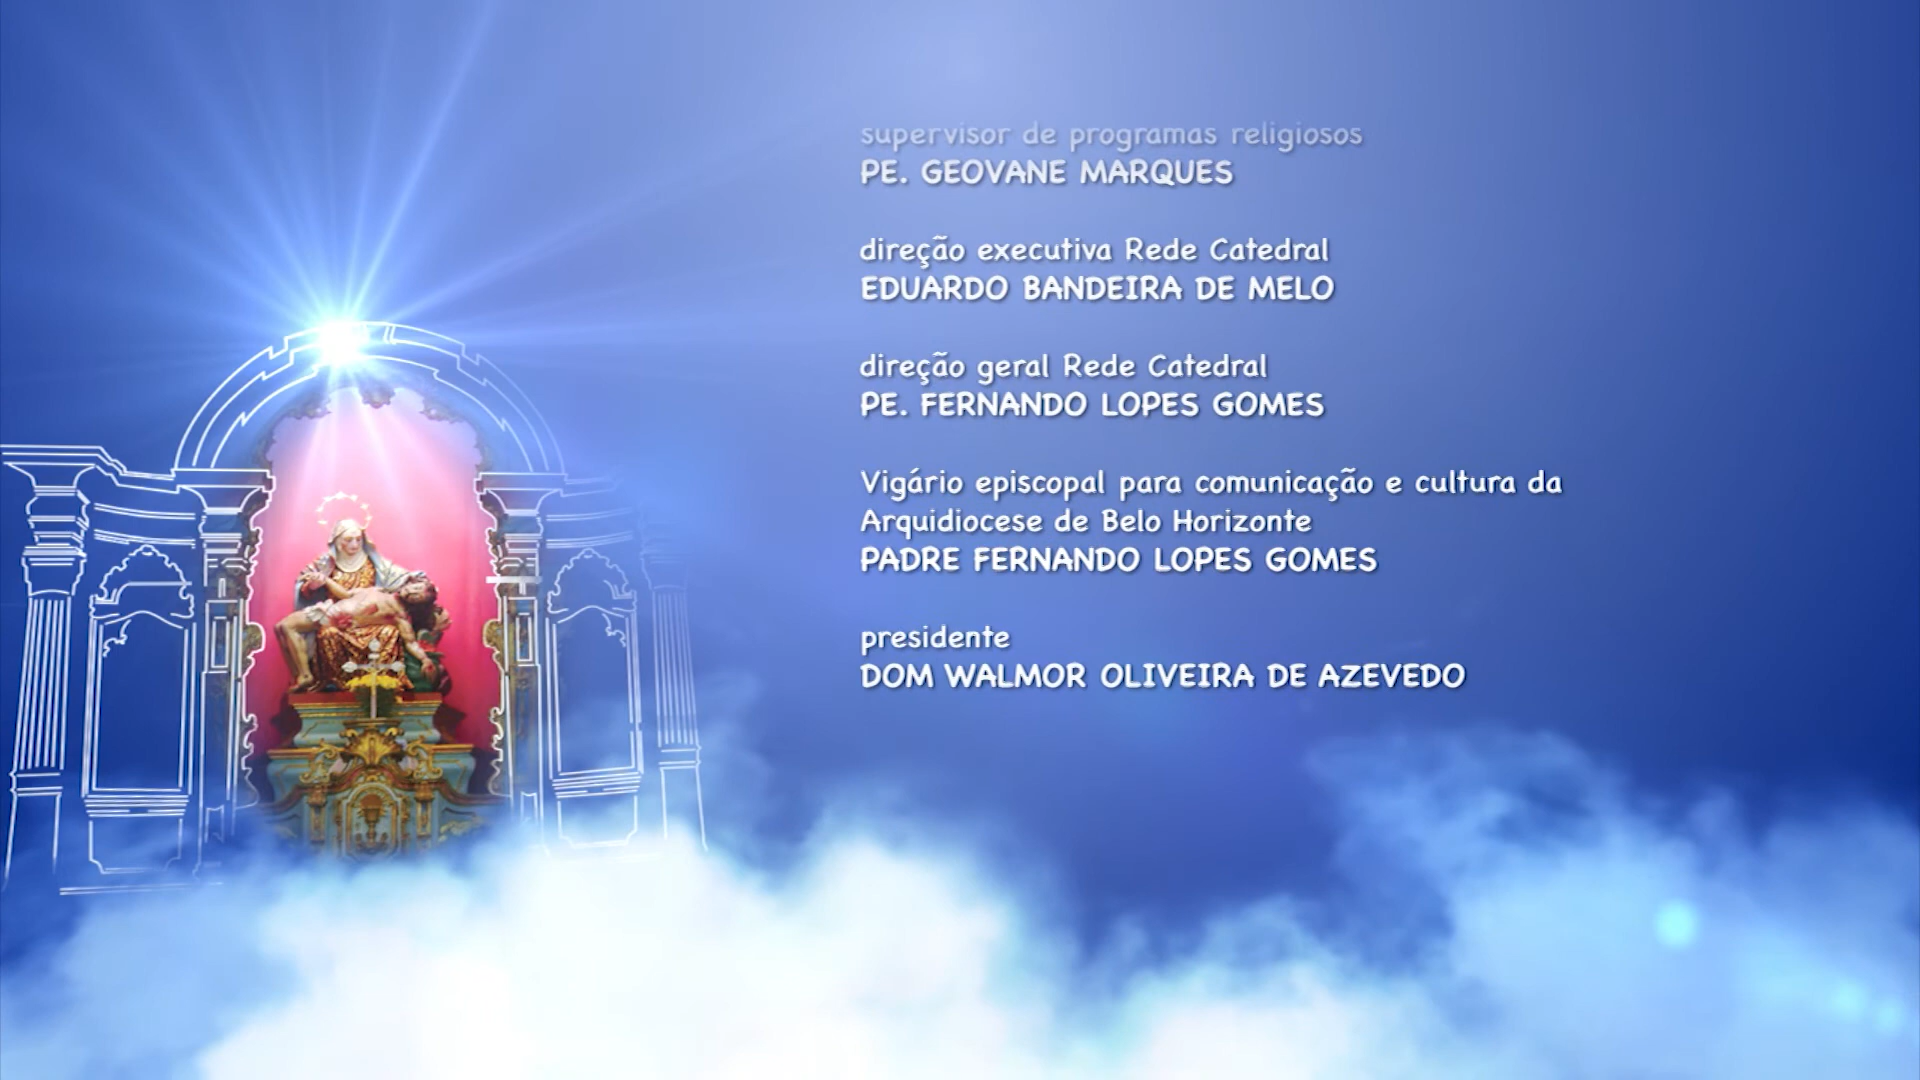 supervisor de programas religiosos
PE. GEOVANE MARQUES
direção executiva Rede Catedral
EDUARDO BANDEIRA DE MELO
direção geral Rede Catedral
PE. FERNANDO LOPES GOMES
Vigário episcopal para comunicação e cultura da
Arquidiocese de Belo Horizonte
PADRE FERNANDO LOPES GOMES
presidente
DOM WALMOR OLIVEIRA DE AZEVEDO